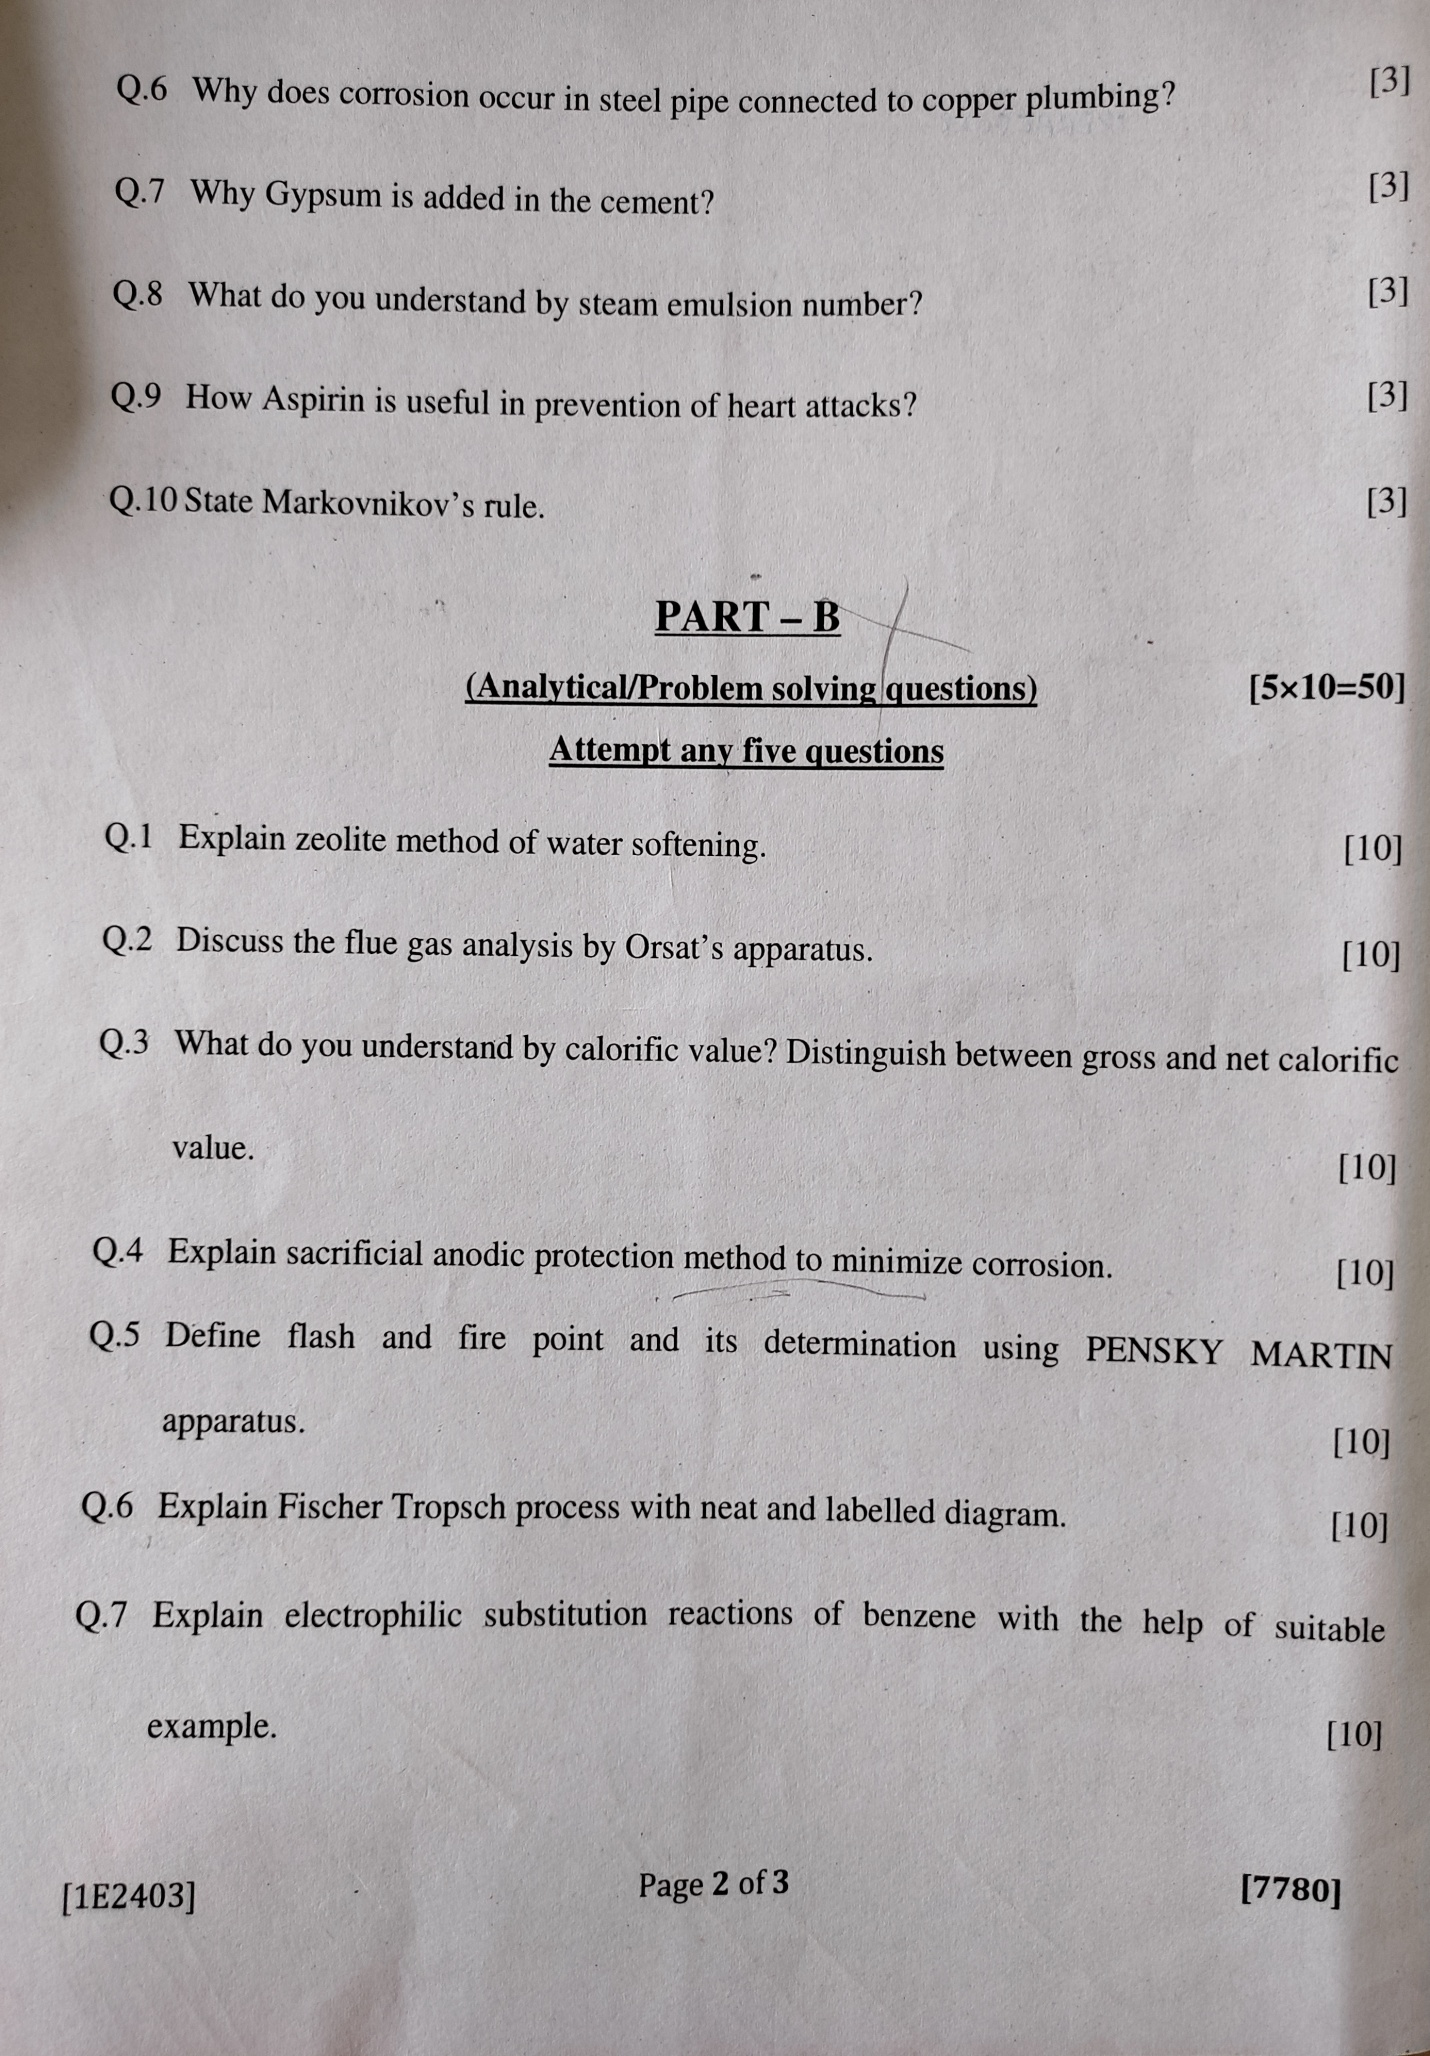 Q.6 Why does corrosion occur in steel pipe connected to copper plumbing? [3]
Q.7 Why Gypsum is added in the cement? [3]
Q.8 What do you understand by steam emulsion number? [3]
Q.9 How Aspirin is useful in prevention of heart attacks? [3]
Q.10 State Markovnikov's rule. [3]
PART – B
(Analytical/Problem solving questions) [5×10=50]
Attempt any five questions
Q.1 Explain zeolite method of water softening. [10]
Q.2 Discuss the flue gas analysis by Orsat's apparatus. [10]
Q.3 What do you understand by calorific value? Distinguish between gross and net calorific
value. [10]
Q.4 Explain sacrificial anodic protection method to minimize corrosion. [10]
Q.5 Define flash and fire point and its determination using PENSKY MARTIN
apparatus. [10]
Q.6 Explain Fischer Tropsch process with neat and labelled diagram. [10]
Q.7 Explain electrophilic substitution reactions of benzene with the help of suitable
example. [10]
[1E2403] Page 2 of 3 [7780]